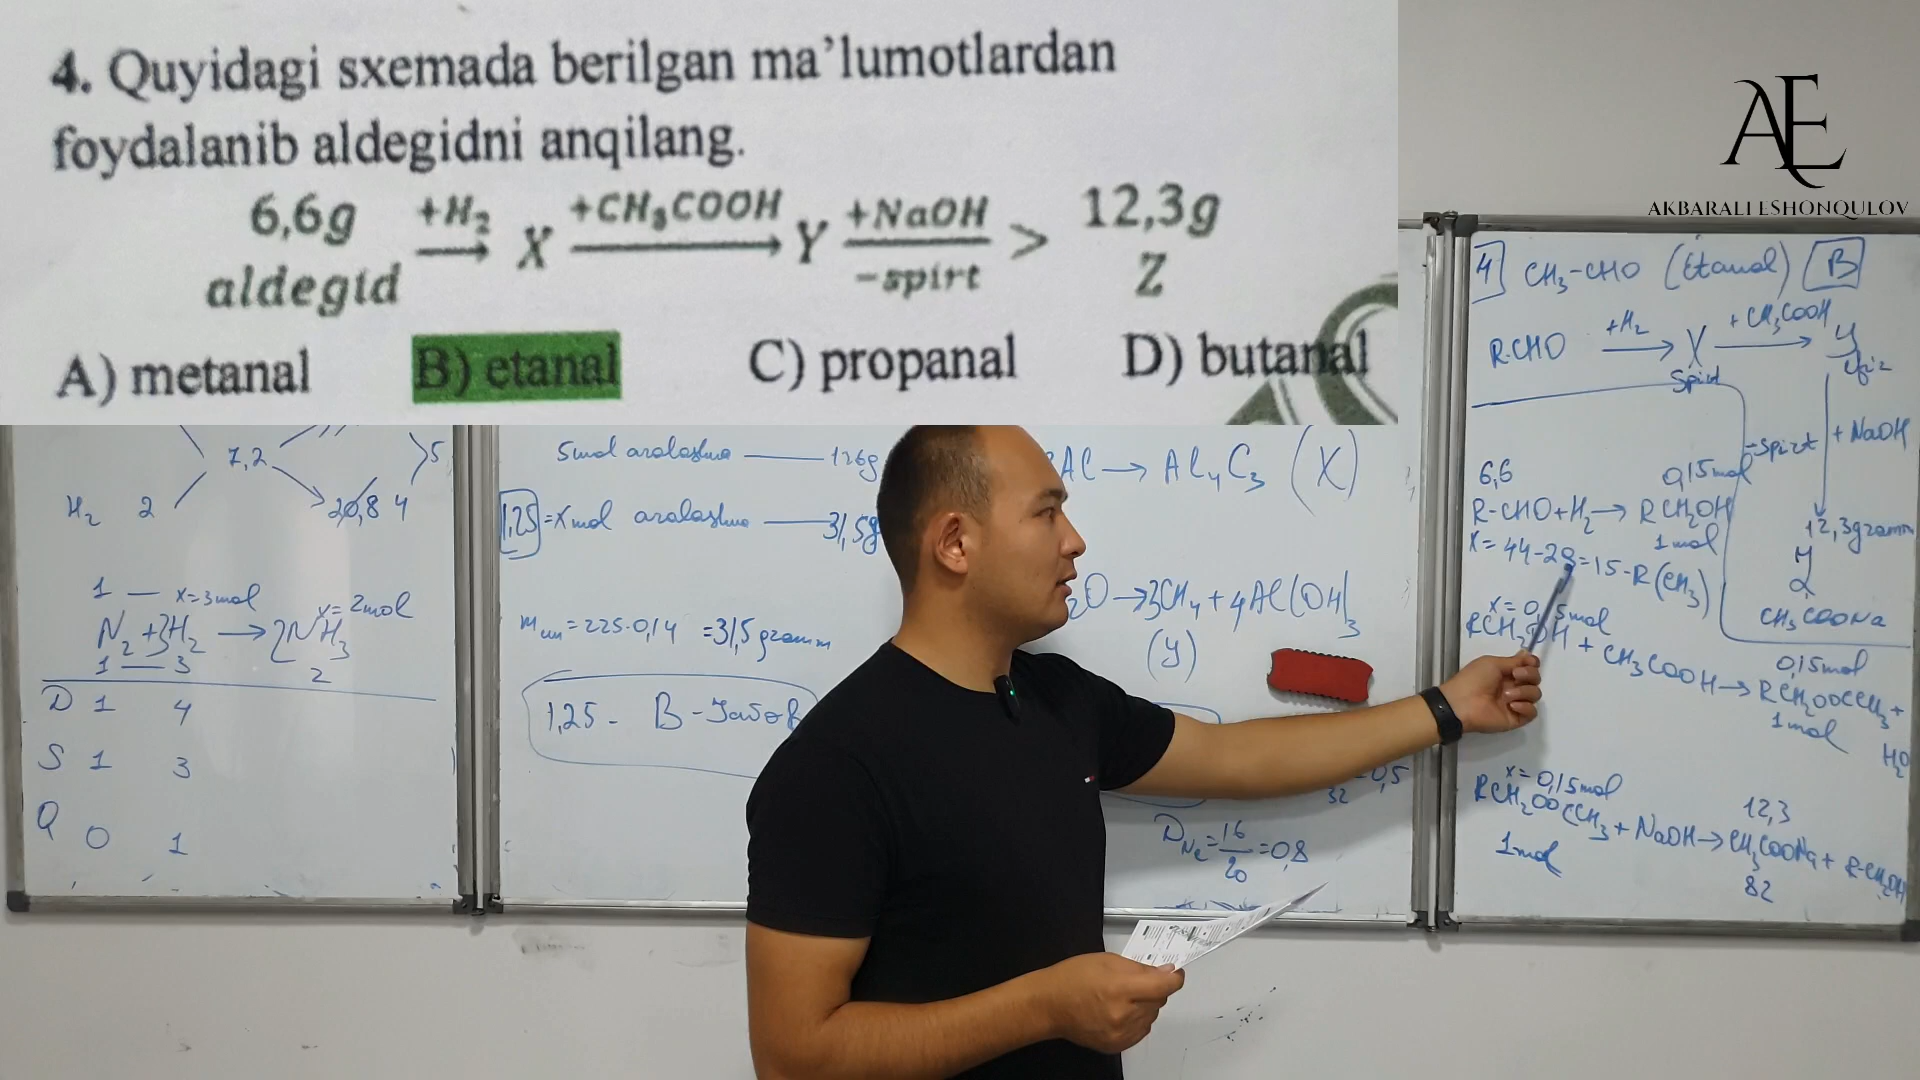 4. Quyidagi sxemada berilgan ma’lumotlardan
foydalanib aldegidni anqilang.
6,6g aldegid +H₂ → X +CH₃COOH → Y +NaOH -spirt > 12,3g Z
A) metanal B) etanal C) propanal D) butanal
AE
AKBARALI ESHONQULOV
7,2 5
H₂ 2 20,8 4
1 — x=3mol y=2mol
N₂+3H₂ → 2NH₃
1 — 3 2
D 1 4
S 1 3
Q 0 1
5mol aralashma — 126g
1,25 = x mol aralashma — 31,5g
= 225·0,14 = 31,5 gramm
1,25 - B-
Al → Al₄C₃ (X)
O → 3CH₄ + 4Al(OH)₃
(Y)
0,5
32
= 16/20 = 0,8
4 CH₃-CHO (Etanal) B
R-CHO +H₂ → X +CH₃COOH → Y
Spirt
-Spirt + NaOH
12,3gramm
CH₃COONa
6,6 0,15mol
R-CHO+H₂ → RCH₂OH
1mol
X=44-29=15-R(CH₃)
0,15mol
RCH₂OH + CH₃COOH → RCH₂OOCCH₃ +
1mol H₂O
x=0,15mol 12,3
RCH₂OOCCH₃ + NaOH → CH₃COONa + R-CH₂OH
1mol 82